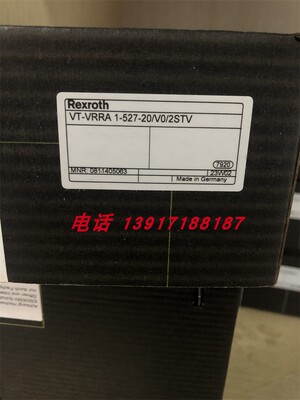 Rexroth
VT-VRRA 1-527-20/V0/2STV
7920
MNR: 0811405063
23W02
Made in Germany
电话 13917188187